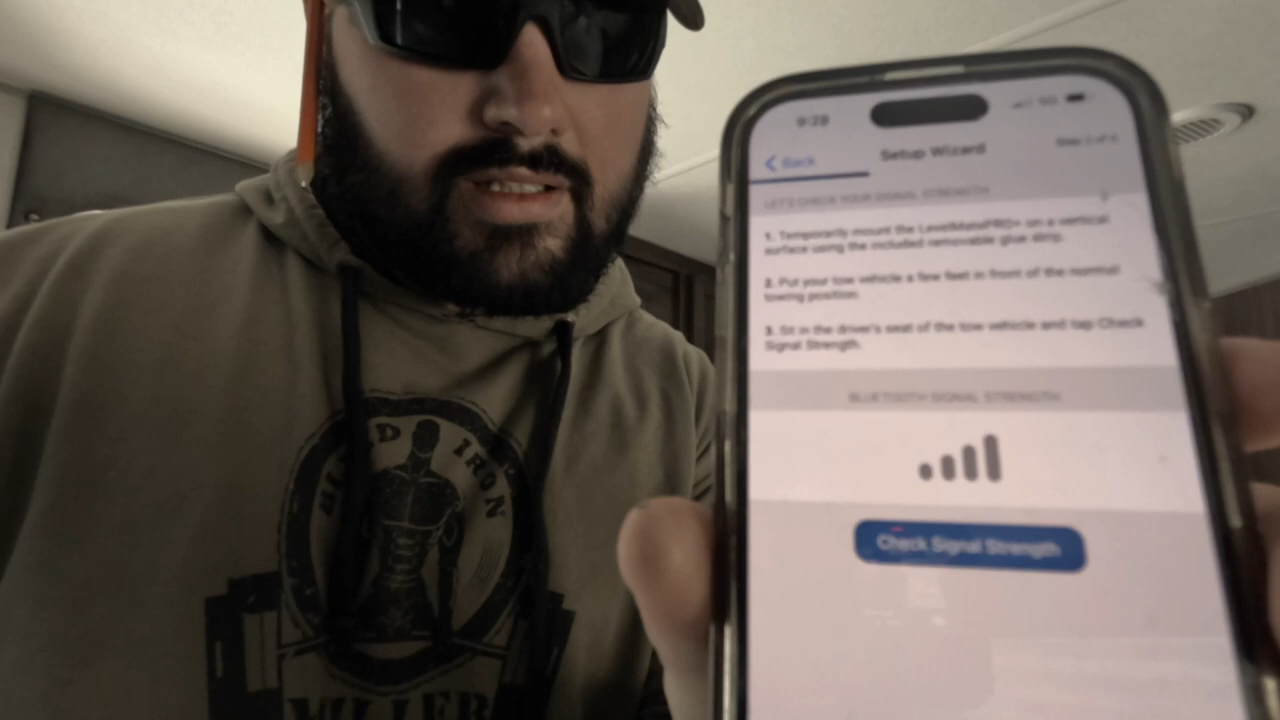 9:28
5G
Back
Setup Wizard
LET'S CHECK YOUR SIGNAL STRENGTH
1. Temporarily mount the LevelMatePRO+ on a vertical
surface using the included removable glue strip.
2. Put your tow vehicle a few feet in front of the normal
towing position.
3. Sit in the driver's seat of the tow vehicle and tap Check
Signal Strength.
BLUETOOTH SIGNAL STRENGTH
Check Signal Strength
IRON
MILLER